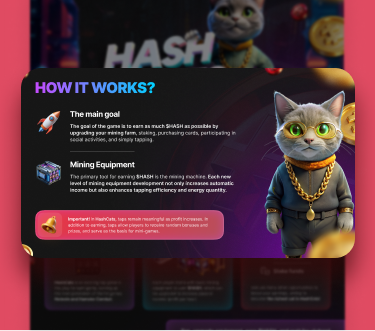 HASH
HOW IT WORKS?
The main goal
The goal of the game is to earn as much $HASH as possible by
upgrading your mining farm, staking, purchasing cards, participating in
social activities, and simply tapping.
Mining Equipment
The primary tool for earning $HASH is the mining machine. Each new
level of mining equipment development not only increases automatic
income but also enhances tapping efficiency and energy quantity.
Important! In HashCats, taps remain meaningful as profit increases. In
addition to earning, taps allow players to receive content bonuses and
prizes, and serve as the basis for mini-games.